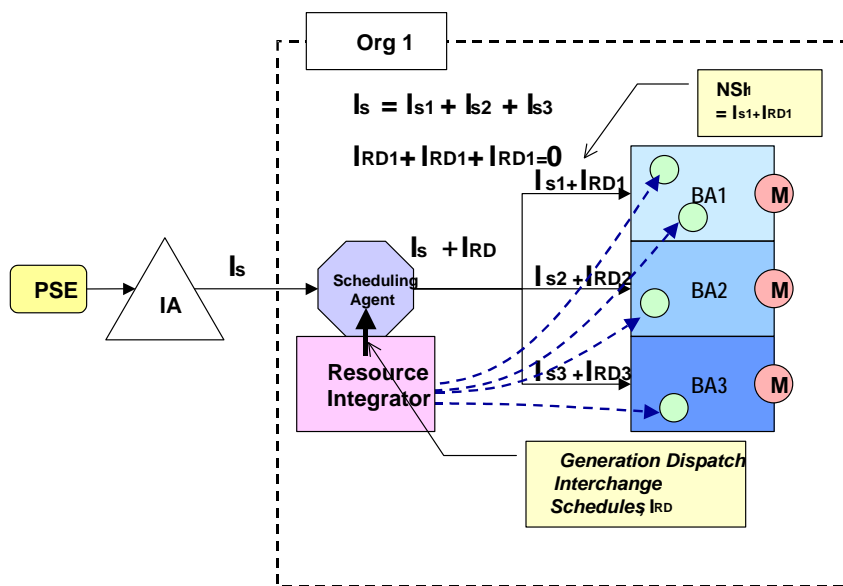 Org 1
Is = Is1 + Is2 + Is3
IRD1+ IRD1+ IRD1=0
NSI1
= Is1+IRD1
Is1+IRD1
BA1
M
Is +IRD
Is
PSE
IA
Scheduling
Agent
Is2 +IRD2
BA2
M
Resource
Integrator
Is3 +IRD3
BA3
M
Generation Dispatch
Interchange
Schedules, IRD